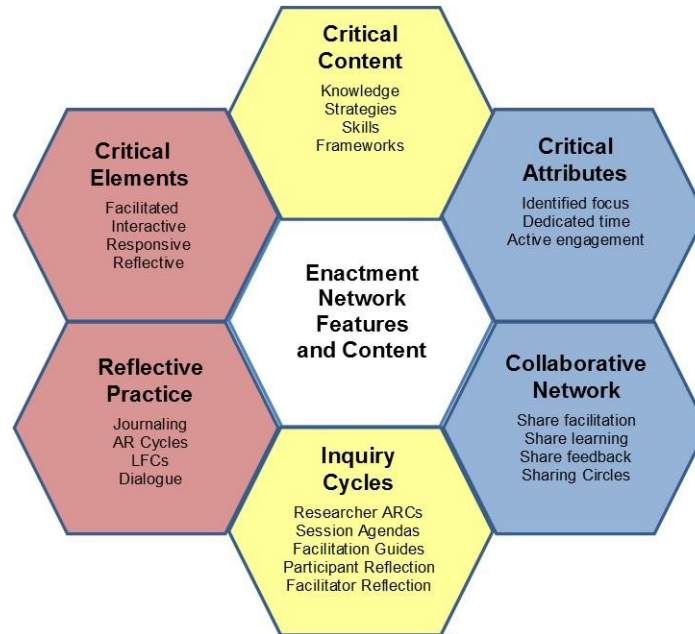 Critical
Content
Knowledge
Strategies
Skills
Frameworks
Critical
Elements
Facilitated
Interactive
Responsive
Reflective
Critical
Attributes
Identified focus
Dedicated time
Active engagement
Enactment
Network
Features
and Content
Reflective
Practice
Journaling
AR Cycles
LFCs
Dialogue
Collaborative
Network
Share facilitation
Share learning
Share feedback
Sharing Circles
Inquiry
Cycles
Researcher ARCs
Session Agendas
Facilitation Guides
Participant Reflection
Facilitator Reflection